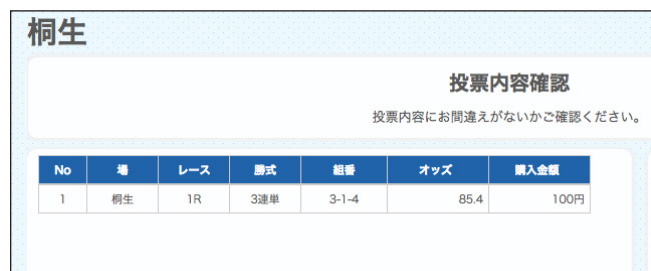 桐生
投票内容確認
投票内容にお間違えがないかご確認ください。
No 場 レース 勝式 組番 オッズ 購入金額
1 桐生 1R 3連単 3-1-4 85.4 100円